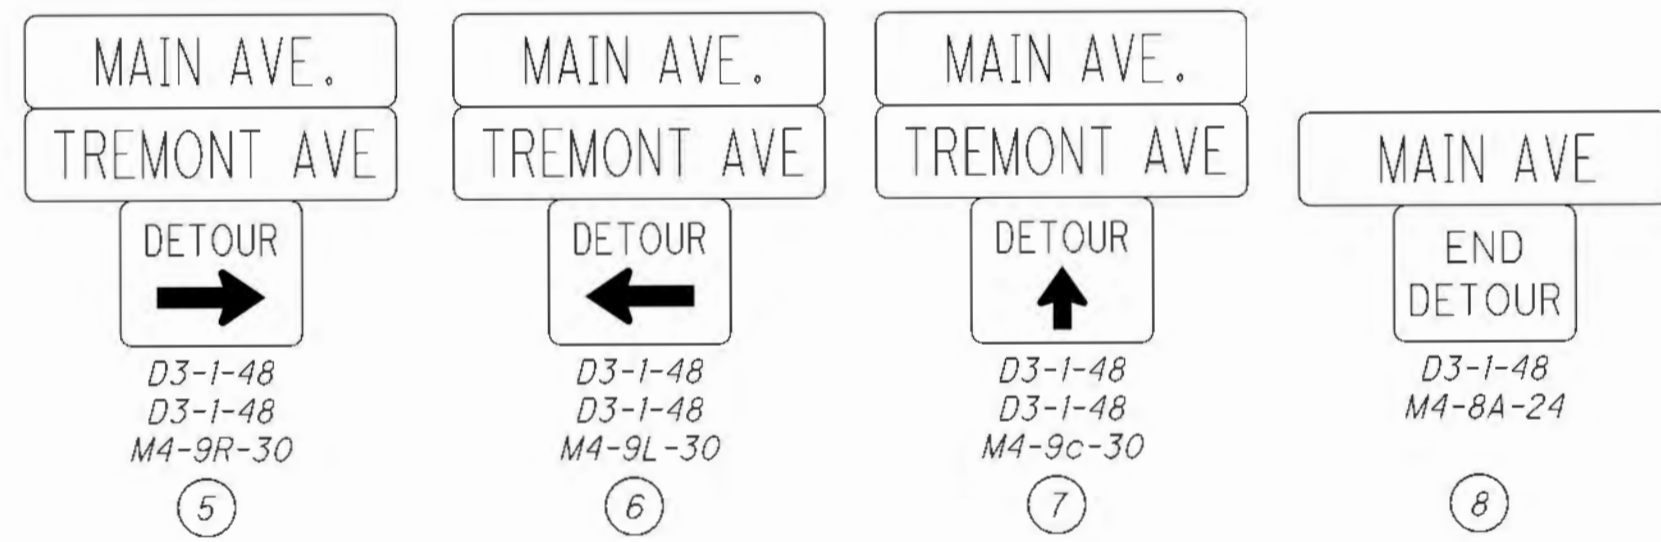 MAIN AVE.
TREMONT AVE
DETOUR
D3-1-48
D3-1-48
M4-9R-30
5
MAIN AVE.
TREMONT AVE
DETOUR
D3-1-48
D3-1-48
M4-9L-30
6
MAIN AVE.
TREMONT AVE
DETOUR
D3-1-48
D3-1-48
M4-9c-30
7
MAIN AVE
END
DETOUR
D3-1-48
M4-8A-24
8